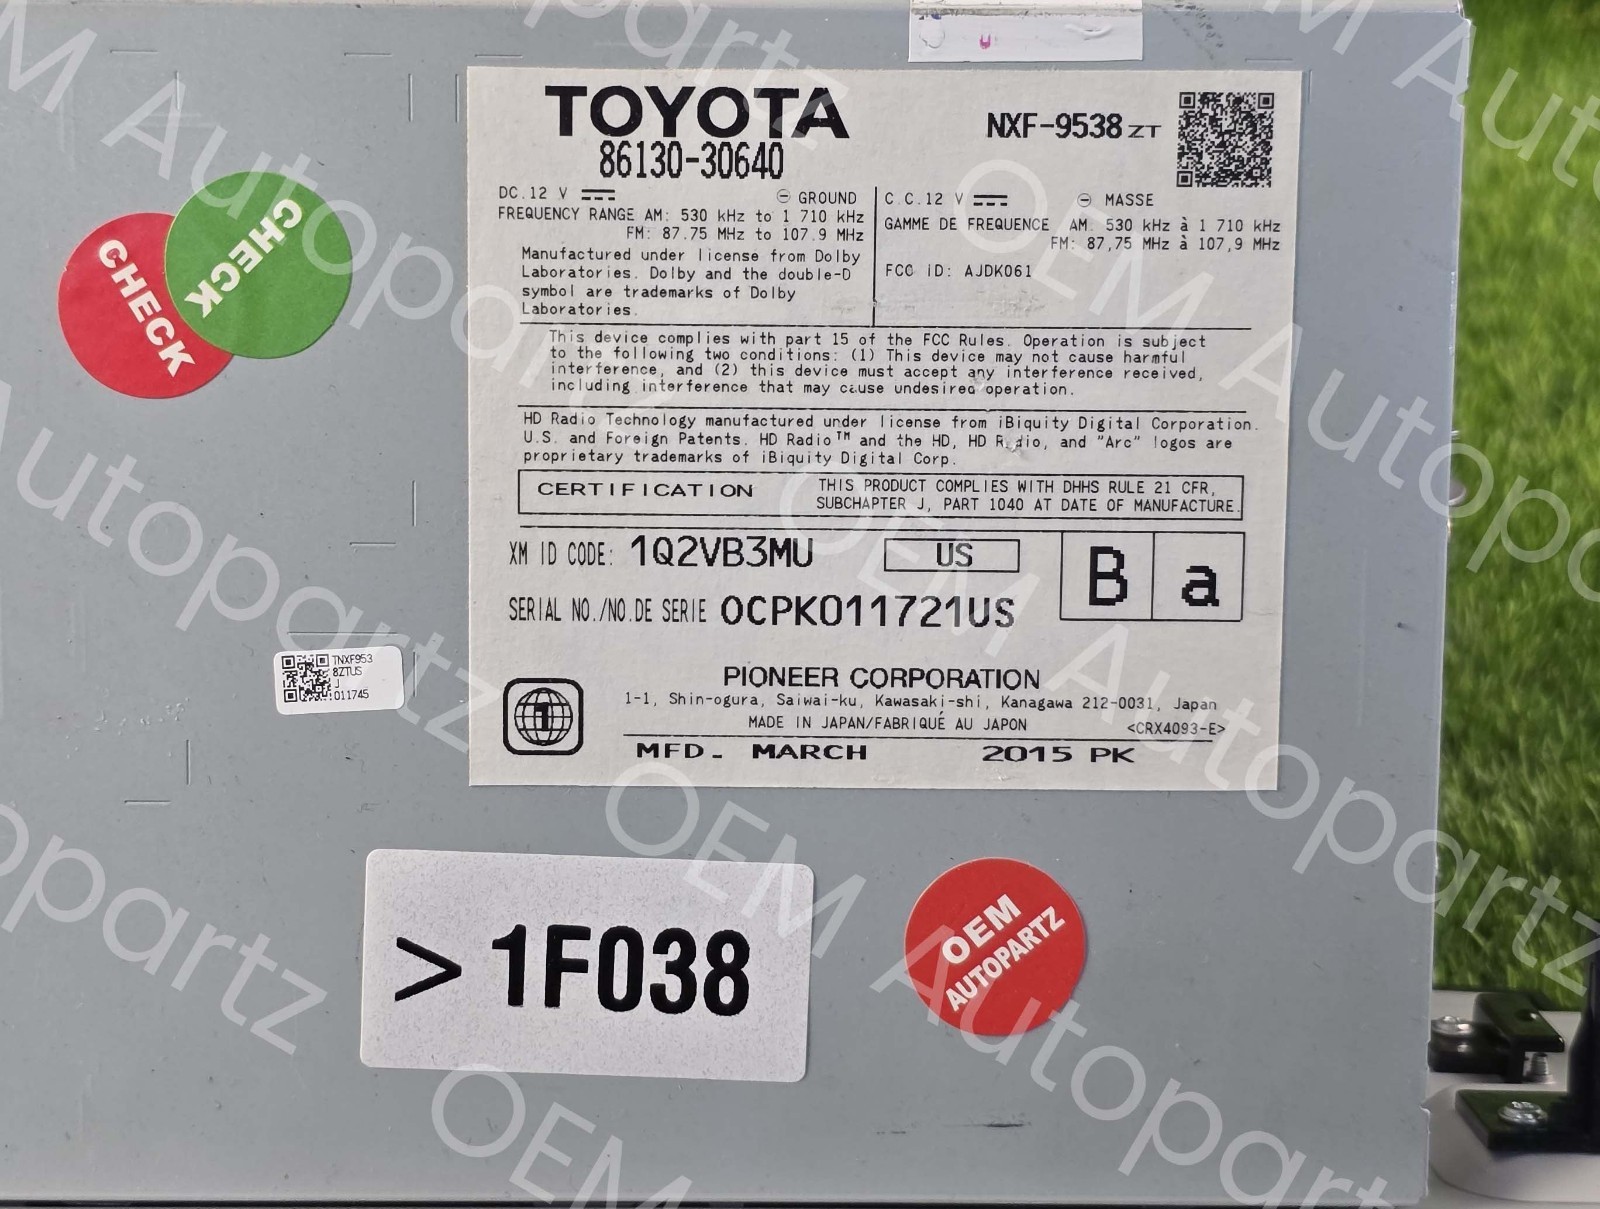 TOYOTA
86130-30640
NXF-9538 ZT
DC.12 V
⊖ GROUND
FREQUENCY RANGE AM: 530 kHz to 1 710 kHz
FM: 87.75 MHz to 107.9 MHz
Manufactured under license from Dolby
Laboratories. Dolby and the double-D
symbol are trademarks of Dolby
Laboratories.
C.C.12 V
⊖ MASSE
GAMME DE FREQUENCE AM: 530 kHz à 1 710 kHz
FM: 87,75 MHz à 107,9 MHz
FCC ID: AJDK061
This device complies with part 15 of the FCC Rules. Operation is subject
to the following two conditions: (1) This device may not cause harmful
interference, and (2) this device must accept any interference received,
including interference that may cause undesired operation.
HD Radio Technology manufactured under license from iBiquity Digital Corporation.
U.S. and Foreign Patents. HD Radio™ and the HD, HD Radio, and "Arc" logos are
proprietary trademarks of iBiquity Digital Corp.
CERTIFICATION
THIS PRODUCT COMPLIES WITH DHHS RULE 21 CFR,
SUBCHAPTER J, PART 1040 AT DATE OF MANUFACTURE.
XM ID CODE: 1Q2VB3MU
US
B a
SERIAL NO./NO.DE SERIE OCPK011721US
PIONEER CORPORATION
1-1, Shin-ogura, Saiwai-ku, Kawasaki-shi, Kanagawa 212-0031, Japan
MADE IN JAPAN/FABRIQUÉ AU JAPON
<CRX4093-E>
1
MFD. MARCH 2015 PK
CHECK
CHECK
TNXF953
8ZTUS
J
011745
>1F038
OEM
AUTOPARTZ
OEM Autopartz
OEM Autopartz
OEM Autopartz
OEM Autopartz